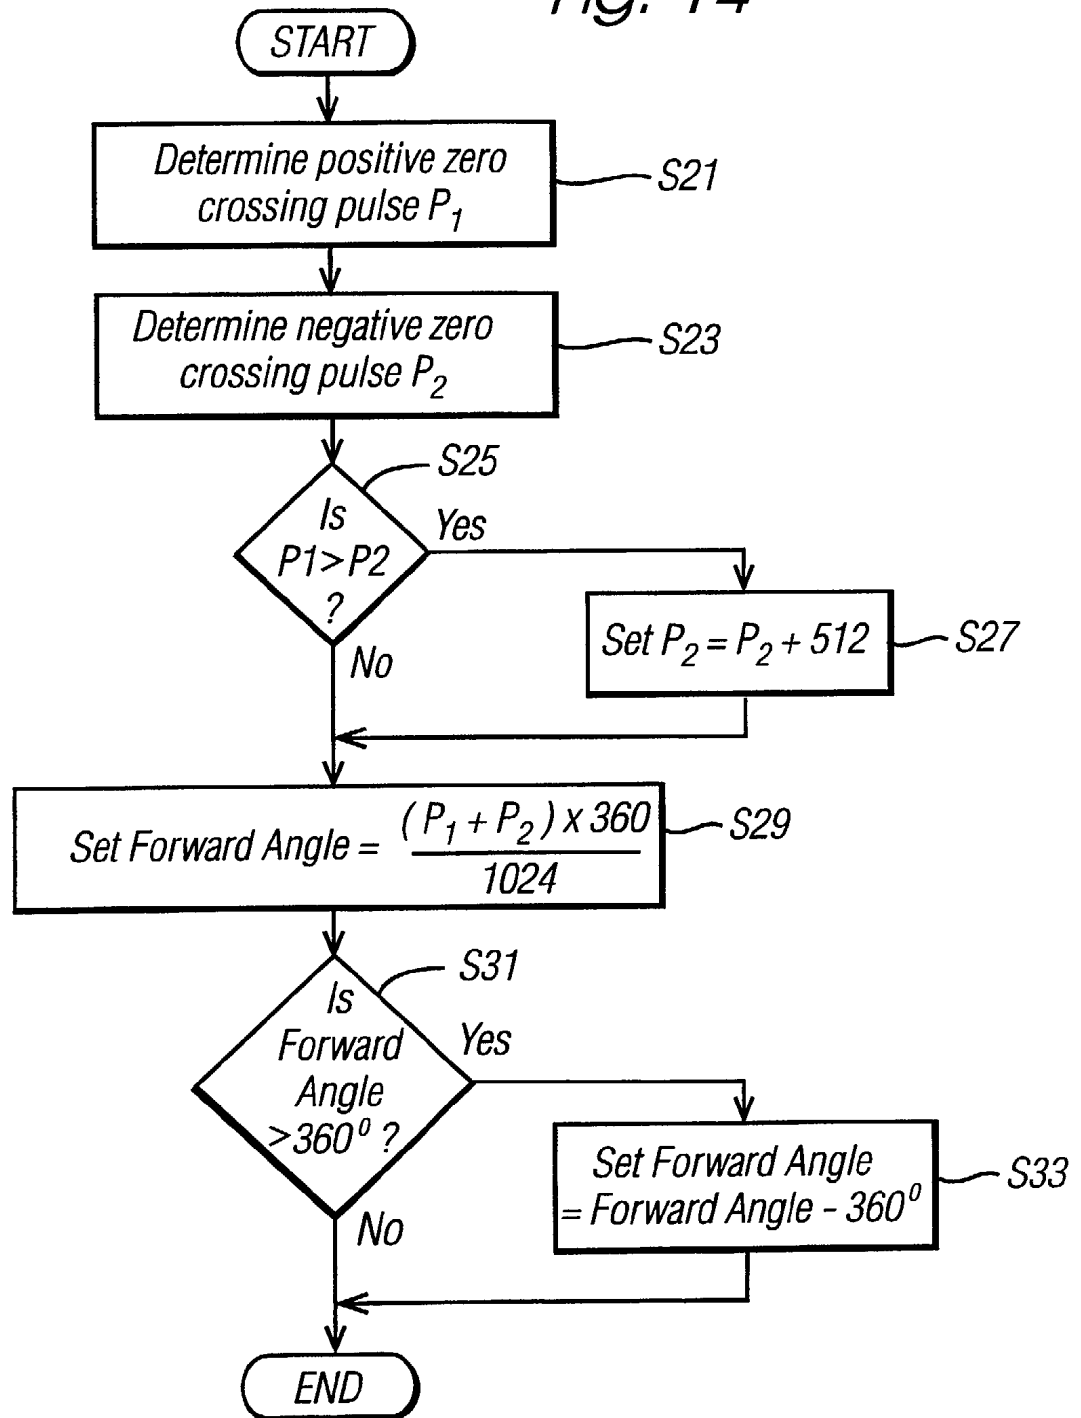 Fig. 14
START
Determine positive zero
crossing pulse P₁
S21
Determine negative zero
crossing pulse P₂
S23
S25
Is
P1>P2
?
Yes
No
Set P₂ = P₂ + 512
S27
Set Forward Angle = (P₁ + P₂) x 360
1024
S29
S31
Is
Forward
Angle
>360⁰ ?
Yes
No
Set Forward Angle
= Forward Angle - 360⁰
S33
END